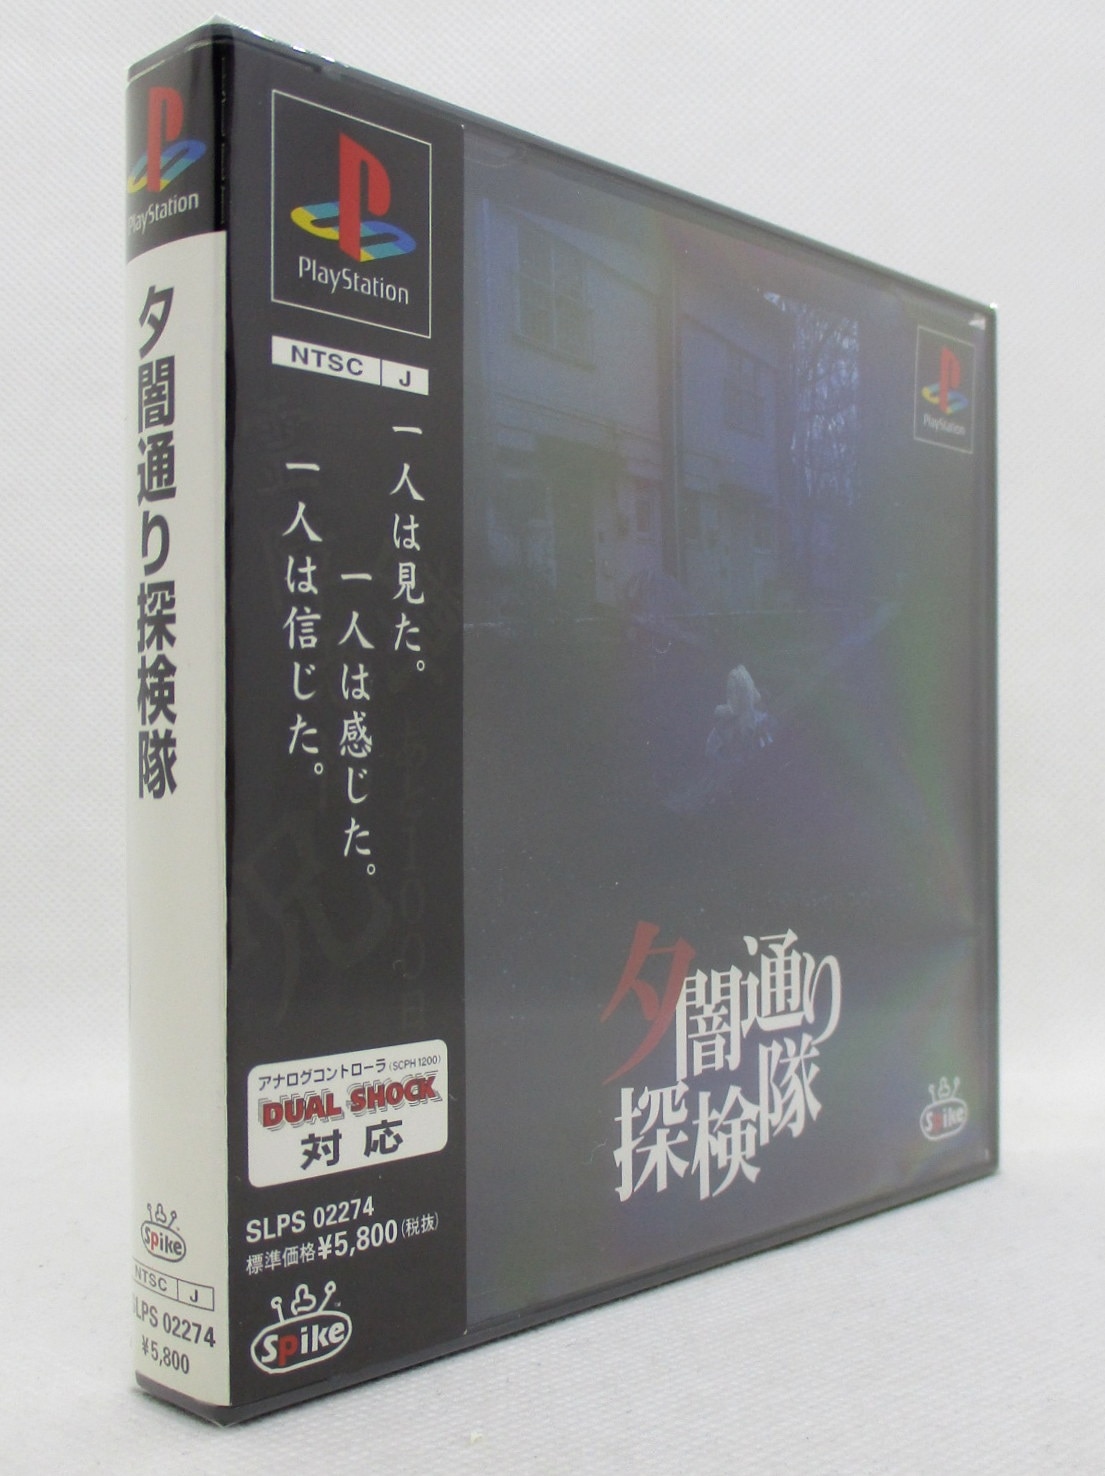 PlayStation
夕闇通り探検隊
Spike
NTSC J
SLPS 02274
¥5,800
PlayStation
NTSC J
一人は見た。
一人は感じた。
一人は信じた。
アナログコントローラ(SCPH1200)
DUAL SHOCK
対応
SLPS 02274
標準価格¥5,800(税抜)
Spike
PlayStation
夕闇通り
探検隊
Spike